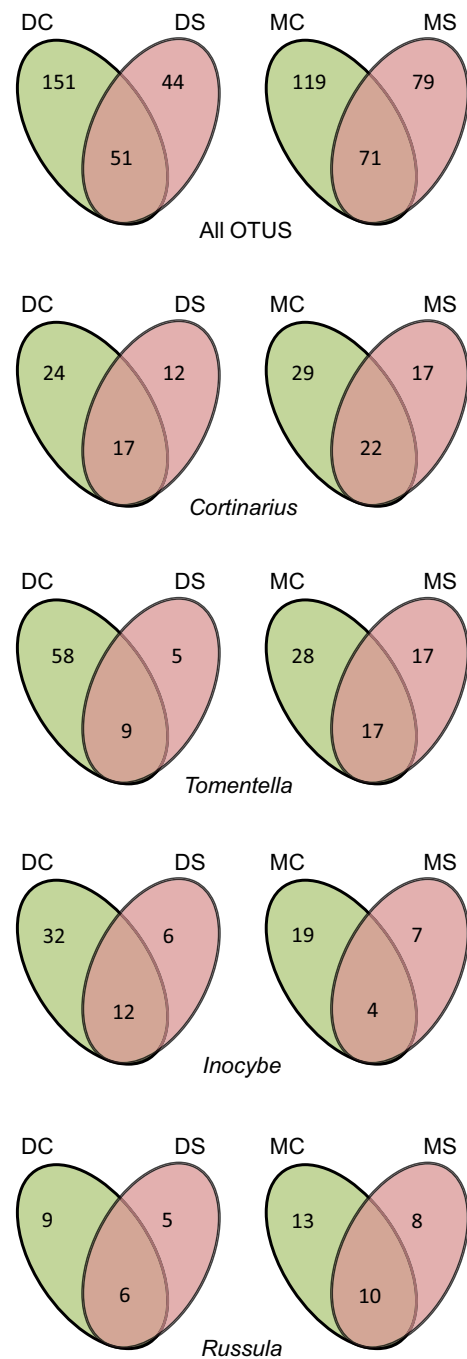 DC DS MC MS
151 44 119 79
51 71
All OTUS
DC DS MC MS
24 12 29 17
17 22
Cortinarius
DC DS MC MS
58 5 28 17
9 17
Tomentella
DC DS MC MS
32 6 19 7
12 4
Inocybe
DC DS MC MS
9 5 13 8
6 10
Russula